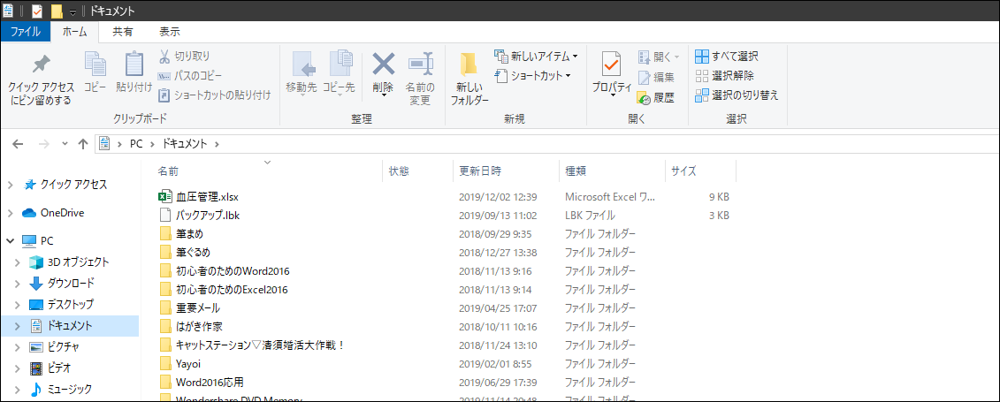 ドキュメント
ファイル ホーム 共有 表示
クイック アクセス
にピン留めする
コピー
貼り付け
切り取り
パスのコピー
ショートカットの貼り付け
クリップボード
移動先
コピー先
削除
名前の
変更
整理
新しい
フォルダー
新しいアイテム
ショートカット
新規
プロパティ
開く
編集
履歴
開く
すべて選択
選択解除
選択の切り替え
選択
PC ドキュメント
クイック アクセス
OneDrive
PC
3D オブジェクト
ダウンロード
デスクトップ
ドキュメント
ピクチャ
ビデオ
ミュージック
名前 状態 更新日時 種類 サイズ
血圧管理.xlsx 2019/12/02 12:39 Microsoft Excel ワ... 9 KB
バックアップ.lbk 2019/09/13 11:02 LBK ファイル 3 KB
筆まめ 2018/09/29 9:35 ファイル フォルダー
筆ぐるめ 2018/12/27 13:38 ファイル フォルダー
初心者のためのWord2016 2018/11/13 9:16 ファイル フォルダー
初心者のためのExcel2016 2018/11/13 9:14 ファイル フォルダー
重要メール 2019/04/25 17:07 ファイル フォルダー
はがき作家 2018/10/11 10:16 ファイル フォルダー
キャットステーション▽清須婚活大作戦！ 2018/11/24 13:10 ファイル フォルダー
Yayoi 2019/02/01 8:55 ファイル フォルダー
Word2016応用 2019/06/29 17:39 ファイル フォルダー
Wondershare DVD Memory 2019/11/14 20:48 ファイル フォルダー